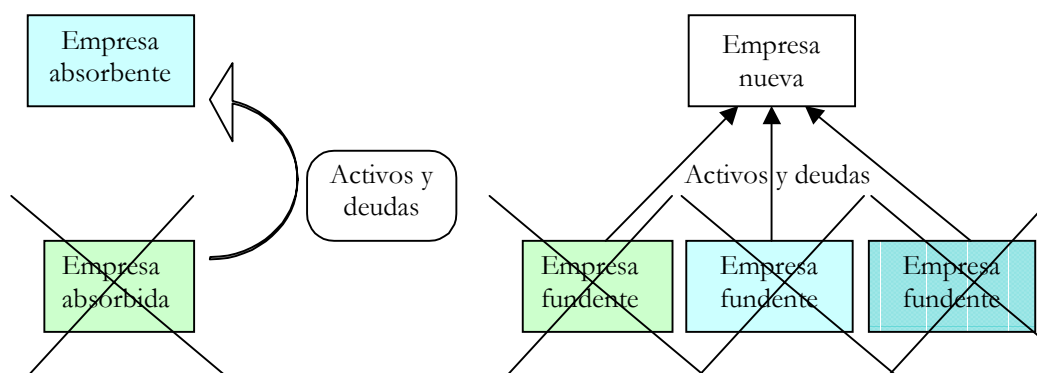 Empresa
absorbente
Activos y
deudas
Empresa
absorbida
Empresa
nueva
Activos y deudas
Empresa
fundente
Empresa
fundente
Empresa
fundente